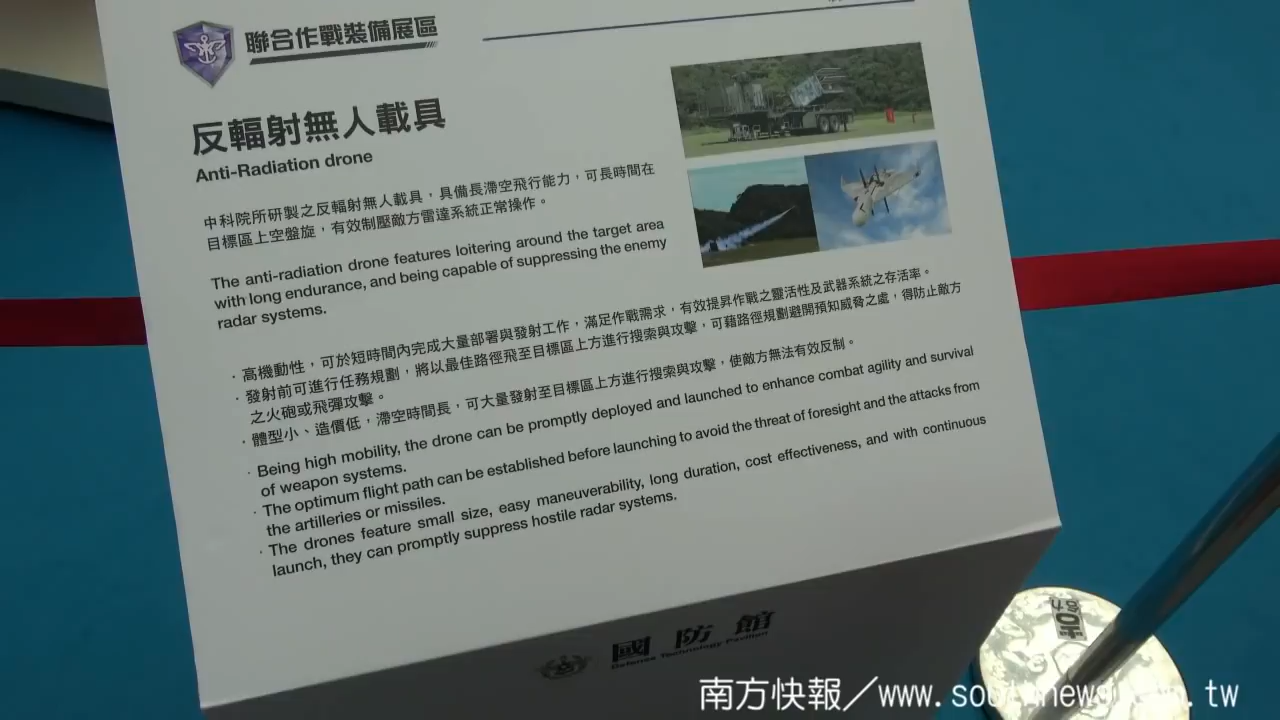 聯合作戰裝備展區
反輻射無人載具
Anti-Radiation drone
中科院所研製之反輻射無人載具，具備長滯空飛行能力，可長時間在
目標區上空盤旋，有效制壓敵方雷達系統正常操作。
The anti-radiation drone features loitering around the target area
with long endurance, and being capable of suppressing the enemy
radar systems.
· 高機動性，可於短時間內完成大量部署與發射工作，滿足作戰需求，有效提昇作戰之靈活性及武器系統之存活率。
· 發射前可進行任務規劃，將以最佳路徑飛至目標區上方進行搜索與攻擊，可藉路徑規劃避開預知威脅之處，得防止敵方
之火砲或飛彈攻擊。
· 體型小、造價低，滯空時間長，可大量發射至目標區上方進行搜索與攻擊，使敵方無法有效反制。
· Being high mobility, the drone can be promptly deployed and launched to enhance combat agility and survival
of weapon systems.
· The optimum flight path can be established before launching to avoid the threat of foresight and the attacks from
the artilleries or missiles.
· The drones feature small size, easy maneuverability, long duration, cost effectiveness, and with continuous
launch, they can promptly suppress hostile radar systems.
國防館
Defense Technology Pavilion
南方快報／www.southnews.com.tw